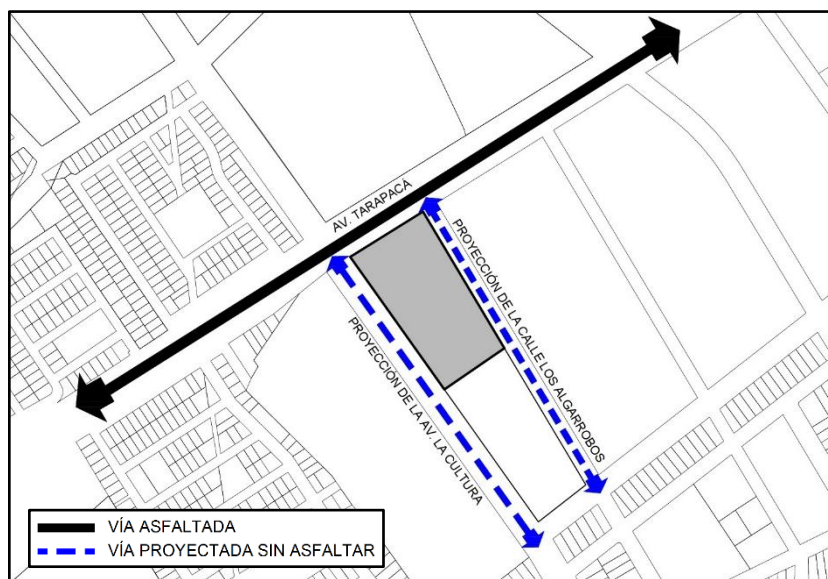 AV. TARAPACA
PROYECCIÓN DE LA CALLE LOS ALGARROBOS
PROYECCIÓN DE LA AV. LA CULTURA
VÍA ASFALTADA
VÍA PROYECTADA SIN ASFALTAR